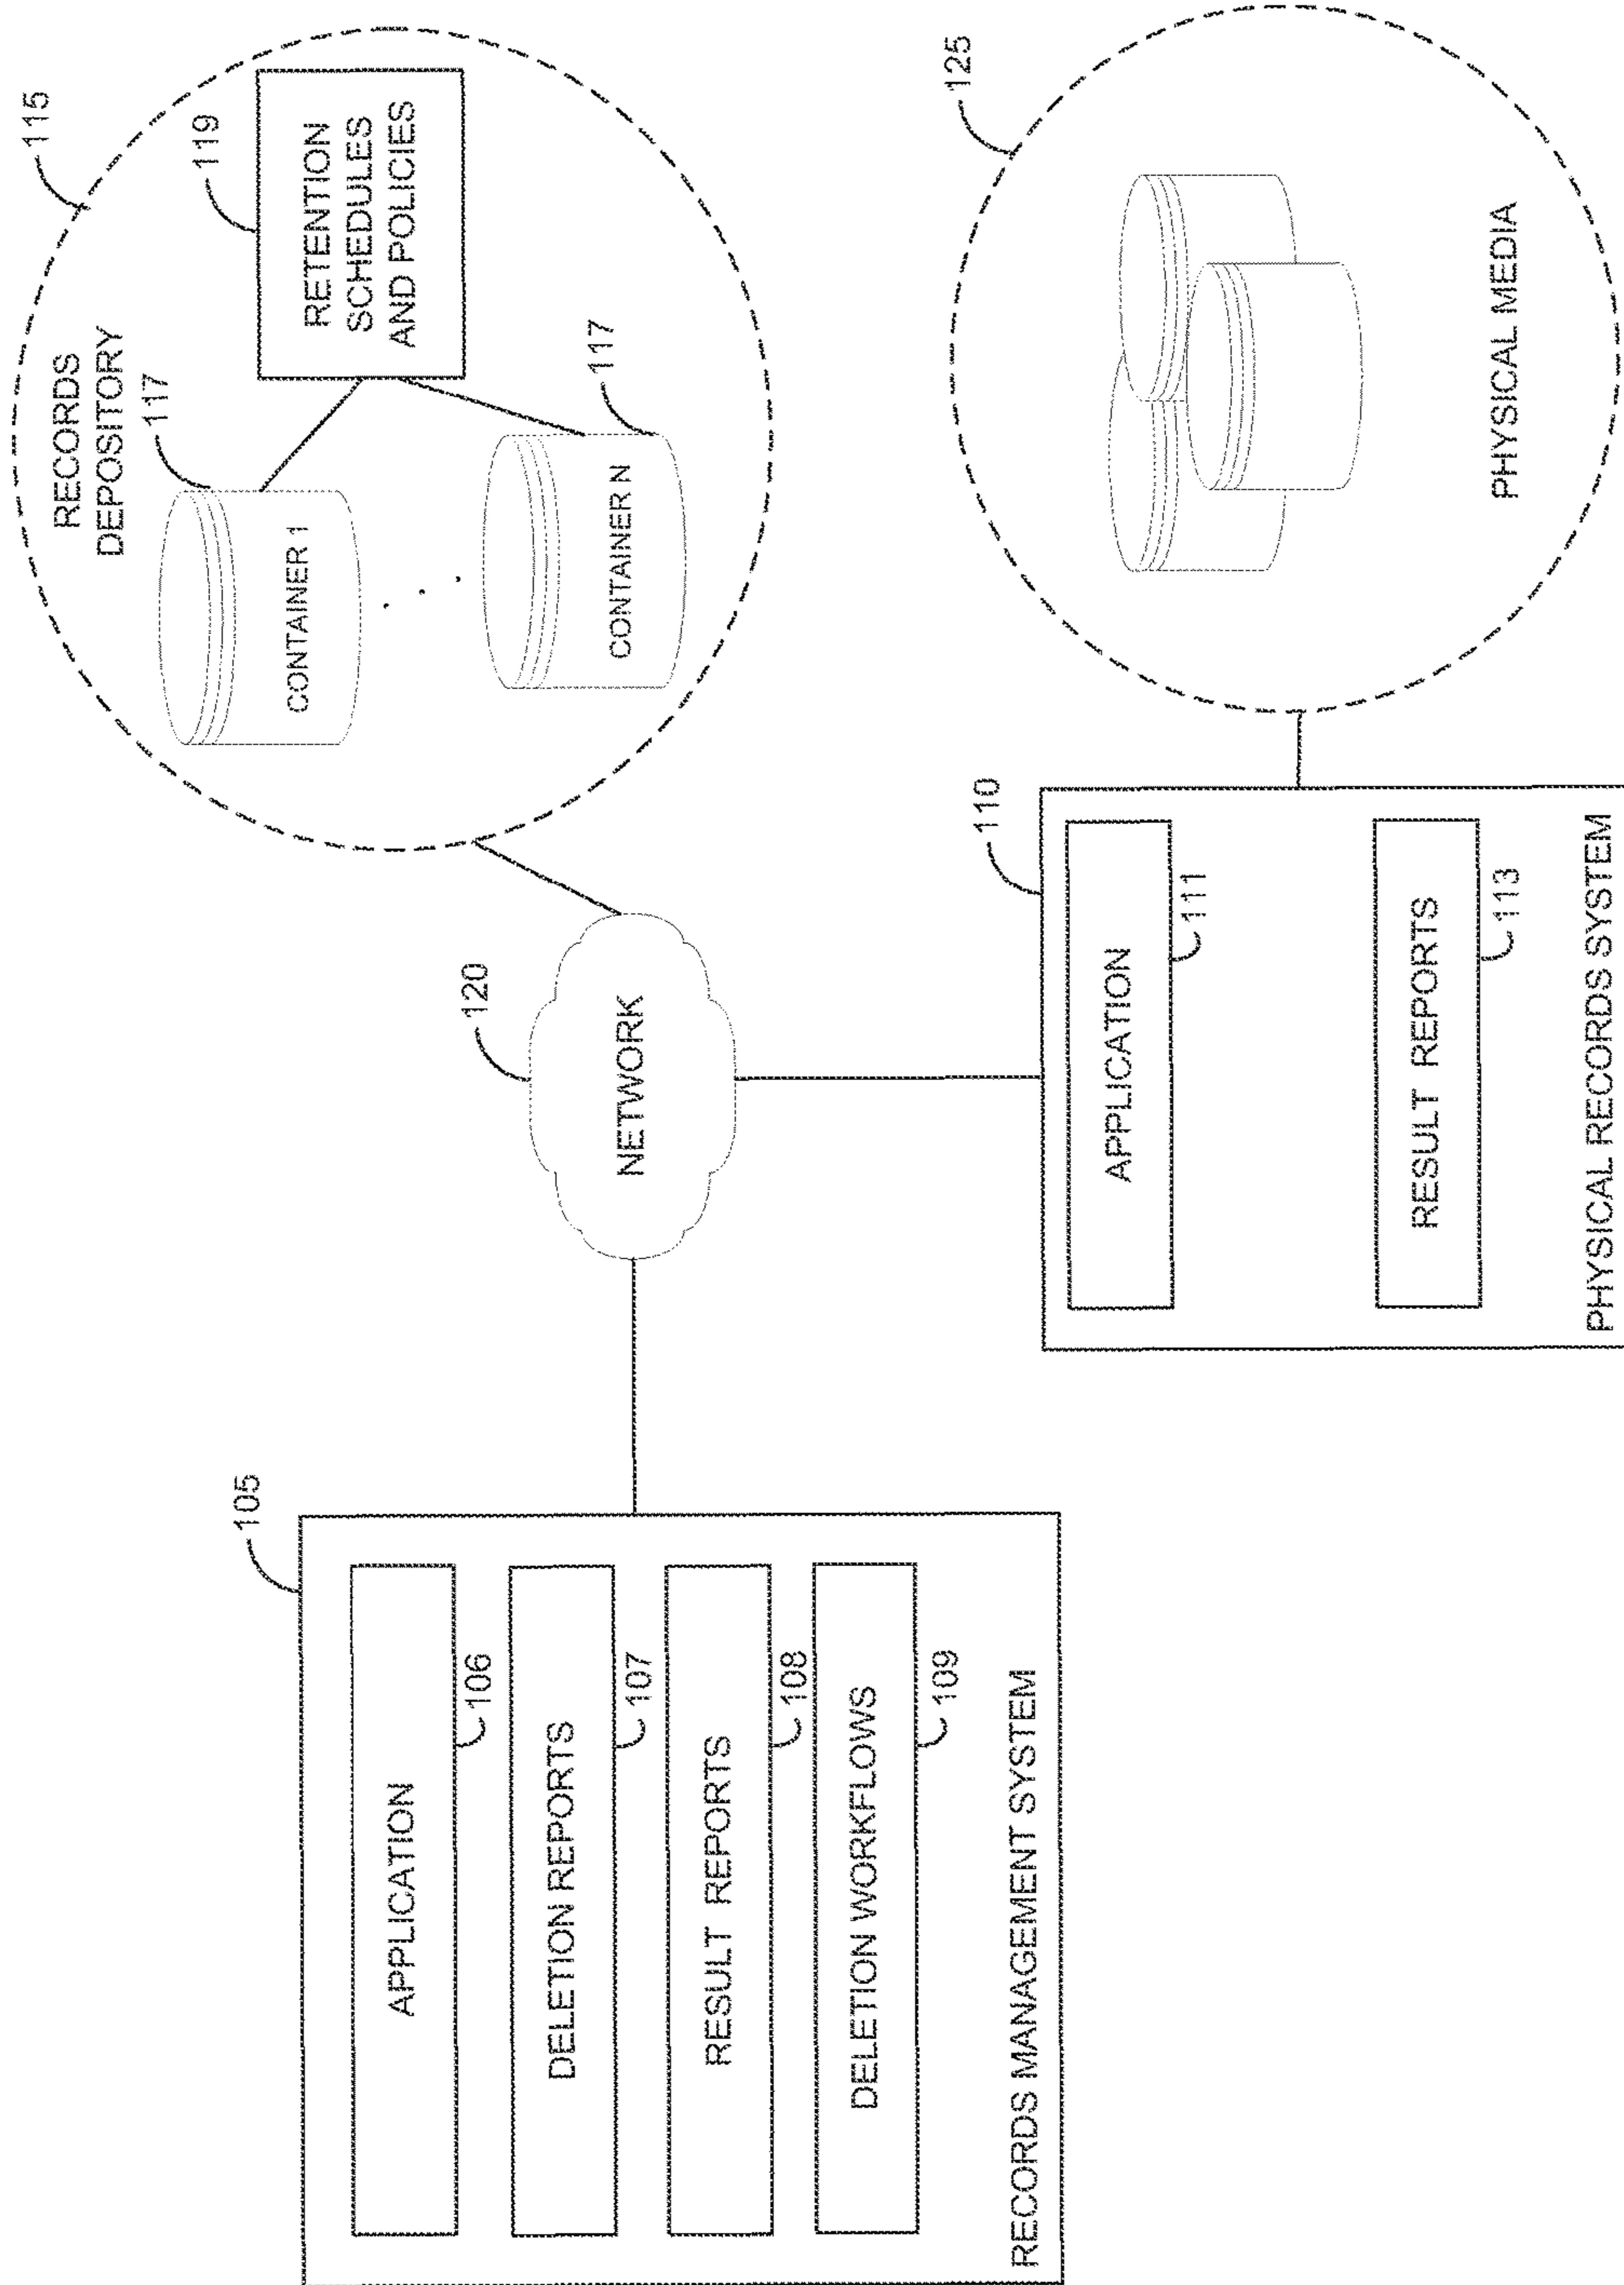 105
APPLICATION
106
DELETION REPORTS
107
RESULT REPORTS
108
DELETION WORKFLOWS
109
RECORDS MANAGEMENT SYSTEM
120
NETWORK
RECORDS
DEPOSITORY
115
117
CONTAINER 1
117
CONTAINER N
119
RETENTION
SCHEDULES
AND POLICIES
110
APPLICATION
111
RESULT REPORTS
113
PHYSICAL RECORDS SYSTEM
125
PHYSICAL MEDIA